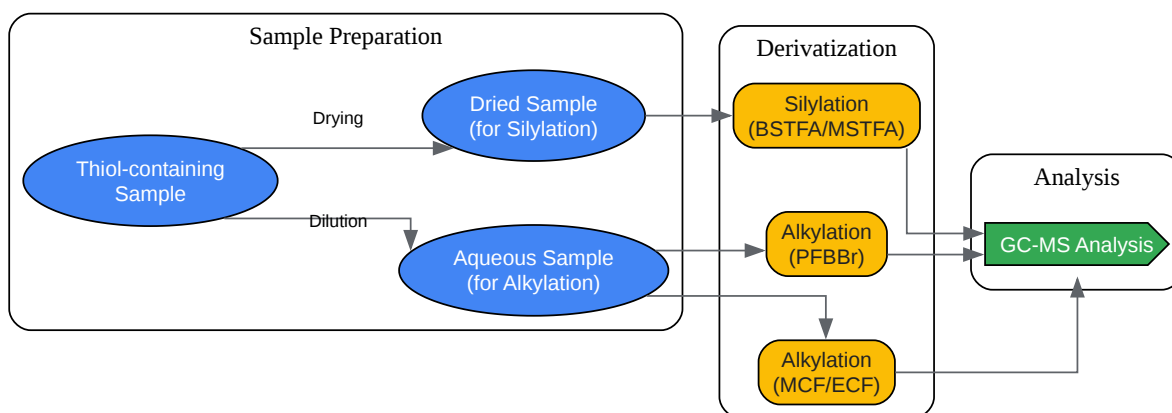 Sample Preparation
Derivatization
Analysis
Thiol-containing
Sample
Drying
Dilution
Dried Sample
(for Silylation)
Aqueous Sample
(for Alkylation)
Silylation
(BSTFA/MSTFA)
Alkylation
(PFBBr)
Alkylation
(MCF/ECF)
GC-MS Analysis